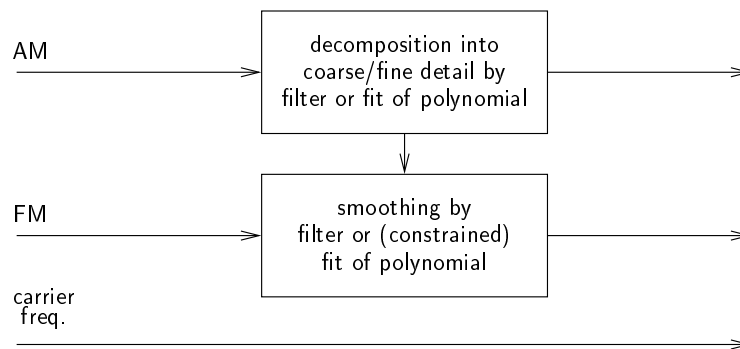 AM
decomposition into
coarse/fine detail by
filter or fit of polynomial
FM
smoothing by
filter or (constrained)
fit of polynomial
carrier
freq.